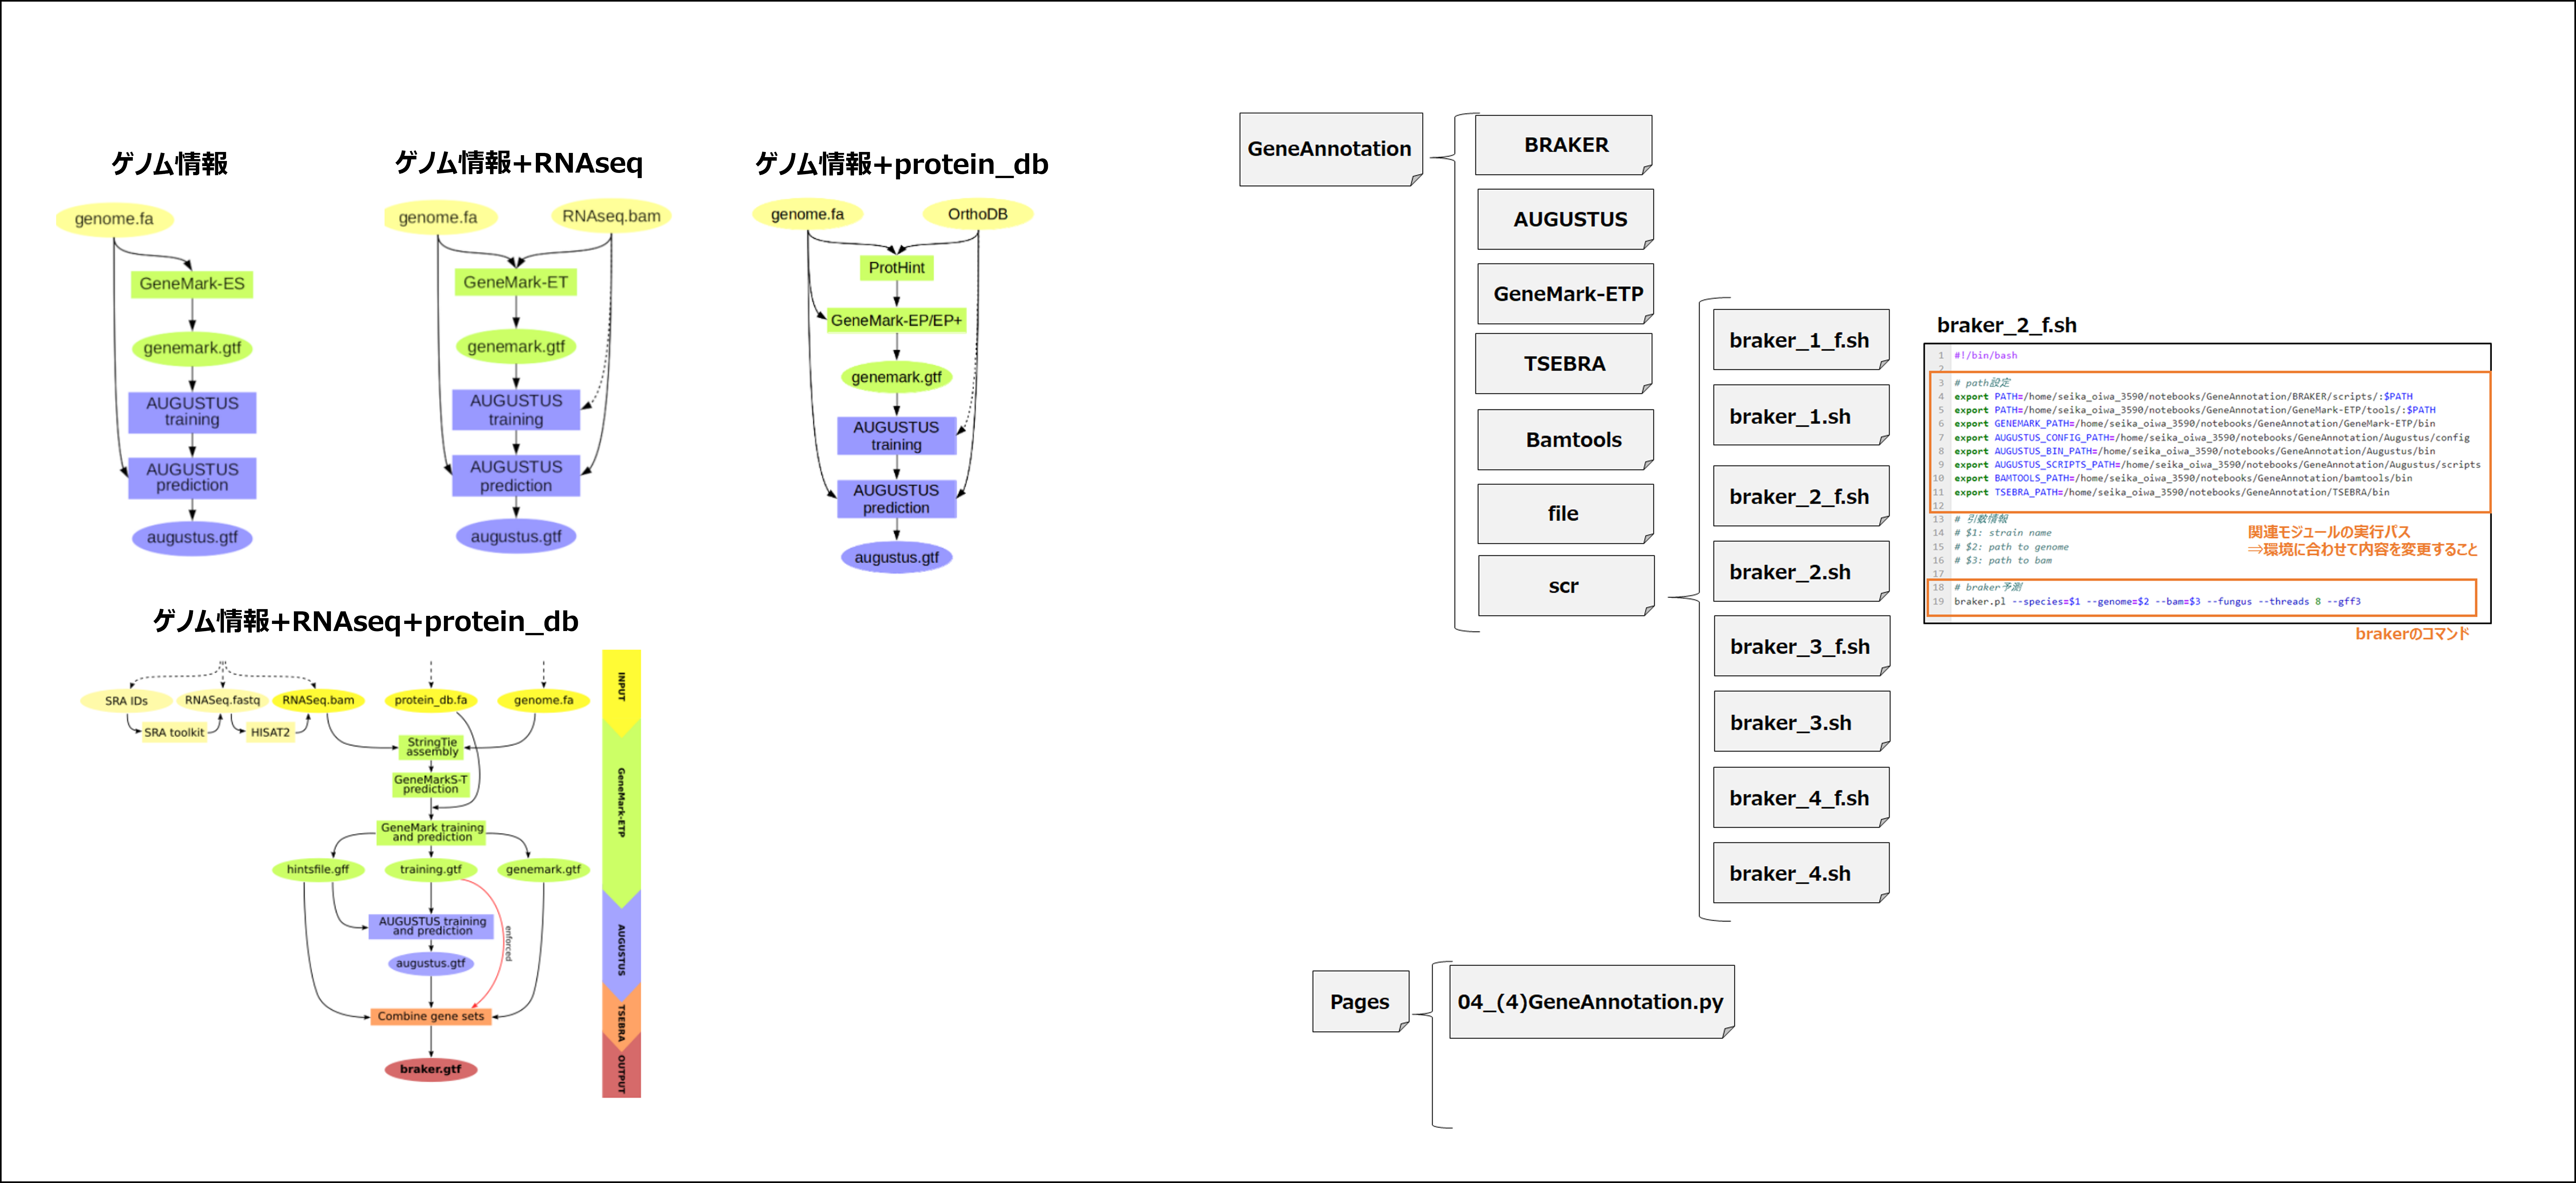 ゲノム情報
genome.fa
GeneMark-ES
genemark.gtf
AUGUSTUS
training
AUGUSTUS
prediction
augustus.gtf
ゲノム情報+RNAseq
genome.fa
RNAseq.bam
GeneMark-ET
genemark.gtf
AUGUSTUS
training
AUGUSTUS
prediction
augustus.gtf
ゲノム情報+protein_db
genome.fa
OrthoDB
ProtHint
GeneMark-EP/EP+
genemark.gtf
AUGUSTUS
training
AUGUSTUS
prediction
augustus.gtf
ゲノム情報+RNAseq+protein_db
SRA IDs
RNASeq.fastq
RNASeq.bam
protein_db.fa
genome.fa
SRA toolkit
HISAT2
StringTie
assembly
GeneMarkS-T
prediction
GeneMark training
and prediction
hintsfile.gff
training.gtf
genemark.gtf
AUGUSTUS training
and prediction
enforced
augustus.gtf
Combine gene sets
braker.gtf
INPUT
GeneMark-ETP
AUGUSTUS
TSEBRA
OUTPUT
GeneAnnotation
BRAKER
AUGUSTUS
GeneMark-ETP
TSEBRA
Bamtools
file
scr
braker_1_f.sh
braker_1.sh
braker_2_f.sh
braker_2.sh
braker_3_f.sh
braker_3.sh
braker_4_f.sh
braker_4.sh
braker_2_f.sh
1 #!/bin/bash
2
3 # path設定
4 export PATH=/home/seika_oiwa_3590/notebooks/GeneAnnotation/BRAKER/scripts/:$PATH
5 export PATH=/home/seika_oiwa_3590/notebooks/GeneAnnotation/GeneMark-ETP/tools/:$PATH
6 export GENEMARK_PATH=/home/seika_oiwa_3590/notebooks/GeneAnnotation/GeneMark-ETP/bin
7 export AUGUSTUS_CONFIG_PATH=/home/seika_oiwa_3590/notebooks/GeneAnnotation/Augustus/config
8 export AUGUSTUS_BIN_PATH=/home/seika_oiwa_3590/notebooks/GeneAnnotation/Augustus/bin
9 export AUGUSTUS_SCRIPTS_PATH=/home/seika_oiwa_3590/notebooks/GeneAnnotation/Augustus/scripts
10 export BAMTOOLS_PATH=/home/seika_oiwa_3590/notebooks/GeneAnnotation/bamtools/bin
11 export TSEBRA_PATH=/home/seika_oiwa_3590/notebooks/GeneAnnotation/TSEBRA/bin
12
13 # 引数情報
14 # $1: strain name
15 # $2: path to genome
16 # $3: path to bam
17
18 # braker予測
19 braker.pl --species=$1 --genome=$2 --bam=$3 --fungus --threads 8 --gff3
関連モジュールの実行パス
⇒環境に合わせて内容を変更すること
brakerのコマンド
Pages
04_(4)GeneAnnotation.py